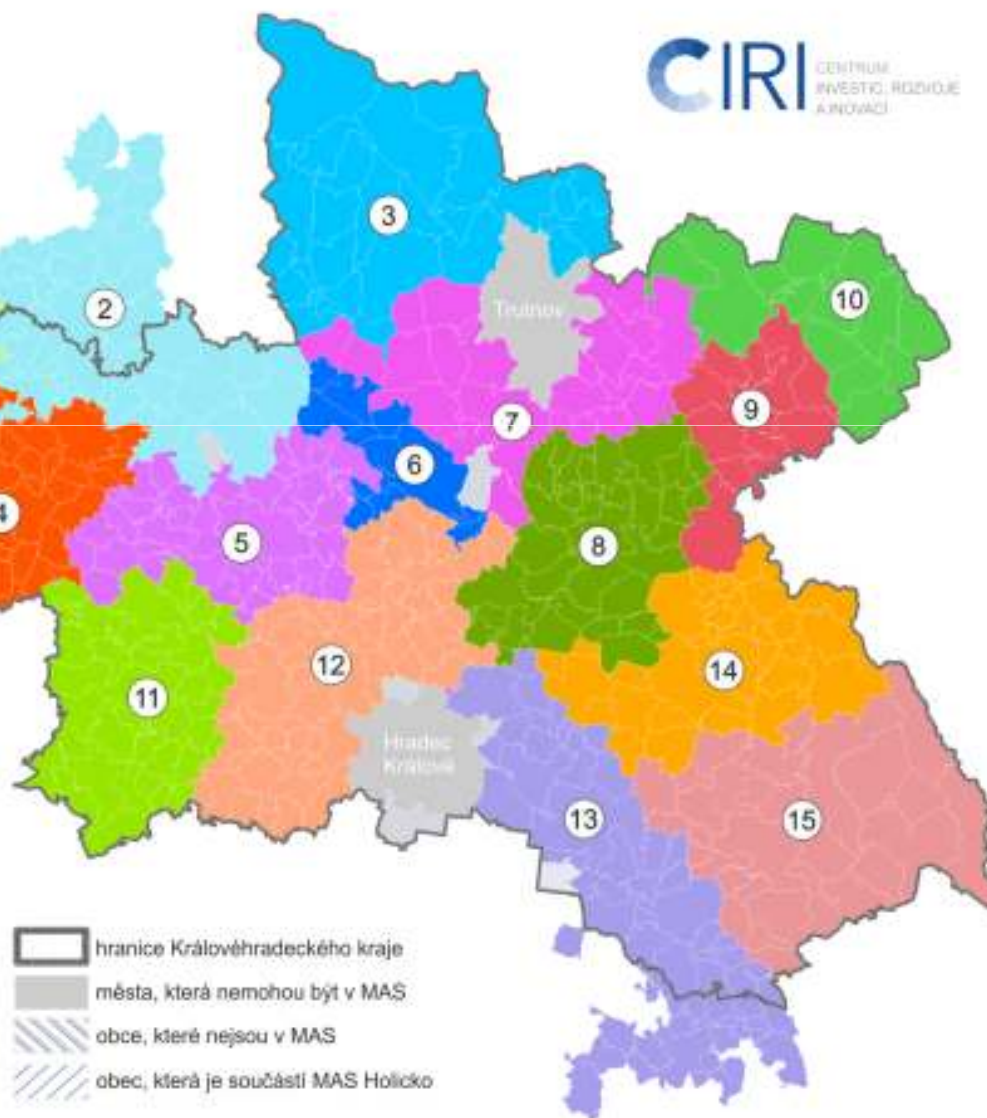 CIRI
CENTRUM
INVESTIC, ROZVOJE
A INOVACÍ
3
2
10
Trutnov
9
7
6
4
5
8
12
14
11
Hradec
Králové
13
15
hranice Královéhradeckého kraje
města, která nemohou být v MAS
obce, které nejsou v MAS
obec, která je součástí MAS Holicko